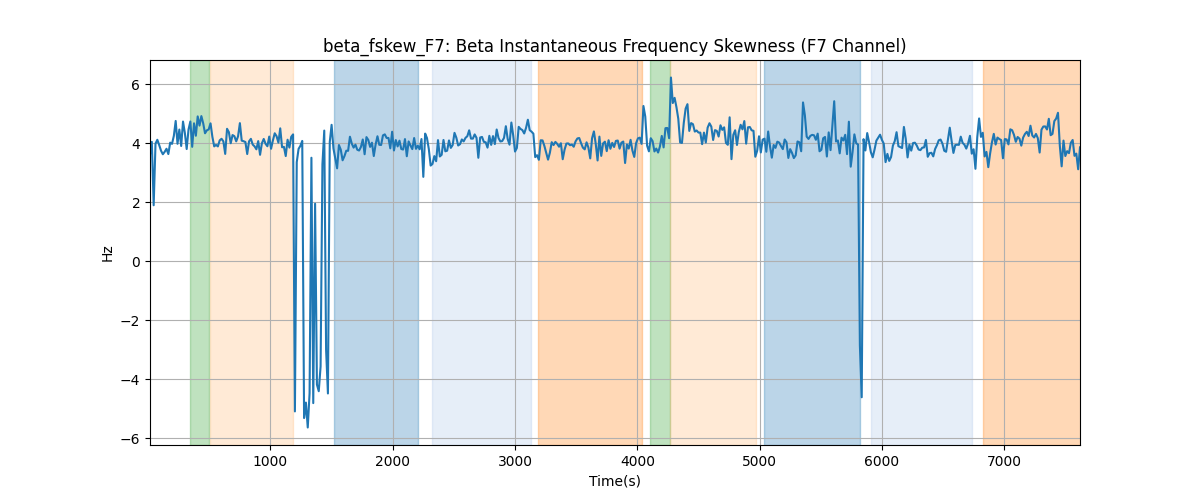 beta_fskew_F7: Beta Instantaneous Frequency Skewness (F7 Channel)
6
4
2
0
−2
−4
−6
Hz
1000 2000 3000 4000 5000 6000 7000
Time(s)